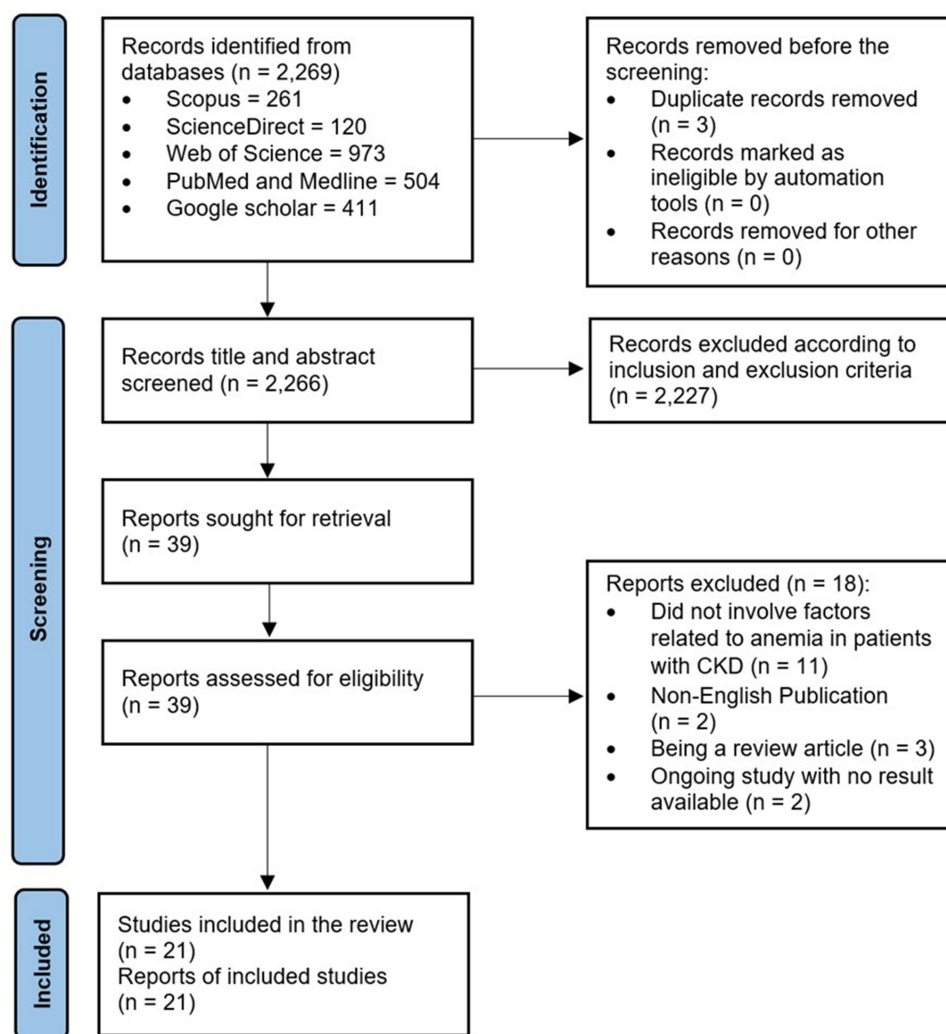 Identification
Records identified from
databases (n = 2,269)
• Scopus = 261
• ScienceDirect = 120
• Web of Science = 973
• PubMed and Medline = 504
• Google scholar = 411
Records removed before the
screening:
• Duplicate records removed
(n = 3)
• Records marked as
ineligible by automation
tools (n = 0)
• Records removed for other
reasons (n = 0)
Screening
Records title and abstract
screened (n = 2,266)
Records excluded according to
inclusion and exclusion criteria
(n = 2,227)
Reports sought for retrieval
(n = 39)
Reports assessed for eligibility
(n = 39)
Reports excluded (n = 18):
• Did not involve factors
related to anemia in patients
with CKD (n = 11)
• Non-English Publication
(n = 2)
• Being a review article (n = 3)
• Ongoing study with no result
available (n = 2)
Included
Studies included in the review
(n = 21)
Reports of included studies
(n = 21)